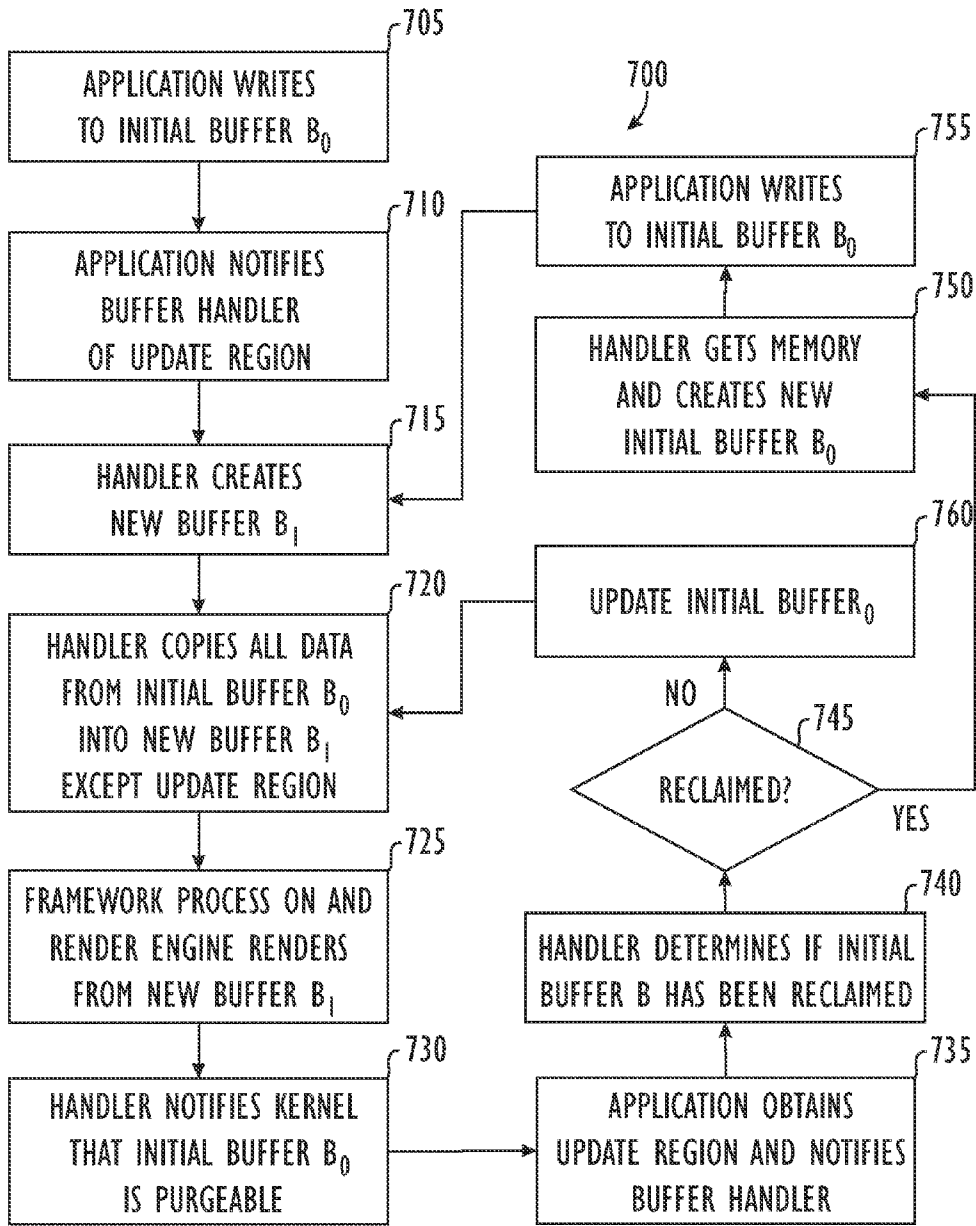 705
APPLICATION WRITES
TO INITIAL BUFFER B0
710
APPLICATION NOTIFIES
BUFFER HANDLER
OF UPDATE REGION
715
HANDLER CREATES
NEW BUFFER B1
720
HANDLER COPIES ALL DATA
FROM INITIAL BUFFER B0
INTO NEW BUFFER B1
EXCEPT UPDATE REGION
725
FRAMEWORK PROCESS ON AND
RENDER ENGINE RENDERS
FROM NEW BUFFER B1
730
HANDLER NOTIFIES KERNEL
THAT INITIAL BUFFER B0
IS PURGEABLE
700
755
APPLICATION WRITES
TO INITIAL BUFFER B0
750
HANDLER GETS MEMORY
AND CREATES NEW
INITIAL BUFFER B0
760
UPDATE INITIAL BUFFER0
NO
745
RECLAIMED?
YES
740
HANDLER DETERMINES IF INITIAL
BUFFER B HAS BEEN RECLAIMED
735
APPLICATION OBTAINS
UPDATE REGION AND NOTIFIES
BUFFER HANDLER